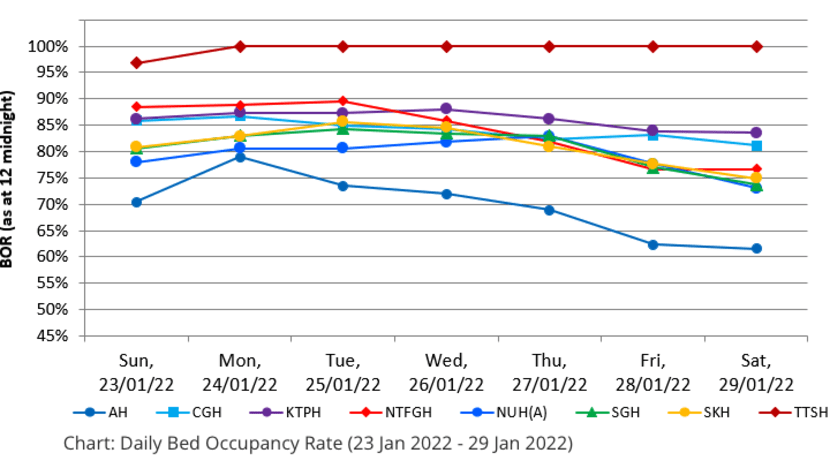 BOR (as at 12 midnight)
100%
95%
90%
85%
80%
75%
70%
65%
60%
55%
50%
45%
Sun, Mon, Tue, Wed, Thu, Fri, Sat,
23/01/22 24/01/22 25/01/22 26/01/22 27/01/22 28/01/22 29/01/22
AH CGH KTPH NTFGH NUH(A) SGH SKH TTSH
Chart: Daily Bed Occupancy Rate (23 Jan 2022 - 29 Jan 2022)